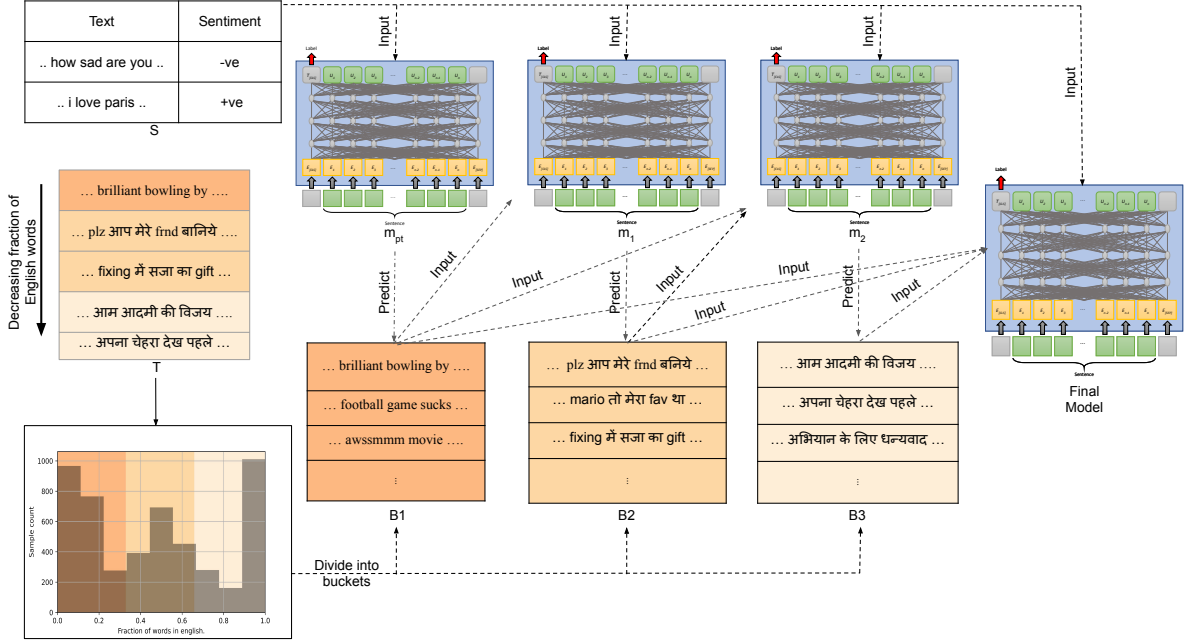 Text Sentiment
.. how sad are you .. -ve
.. i love paris .. +ve
S
Decreasing fraction of
English words
... brilliant bowling by ....
... plz आप मेरे frnd बानिये ....
... fixing में सजा का gift ...
... आम आदमी की विजय ....
... अपना चेहरा देख पहले ...
T
Sample count
1000
800
600
400
200
0
0.0 0.2 0.4 0.6 0.8 1.0
Fraction of words in english.
Divide into
buckets
Input
Input
Input
Input
Label
Label
Label
Label
Sentence
Sentence
Sentence
Sentence
m_pt
m_1
m_2
Final
Model
Predict
Input
Input
Predict
Input
Input
Input
Predict
Input
... brilliant bowling by ....
... football game sucks ...
... awssmmm movie ....
⋮
B1
... plz आप मेरे frnd बनिये ...
... mario तो मेरा fav था ...
... fixing में सजा का gift ...
⋮
B2
... आम आदमी की विजय ....
... अपना चेहरा देख पहले ...
... अभियान के लिए धन्यवाद ...
⋮
B3